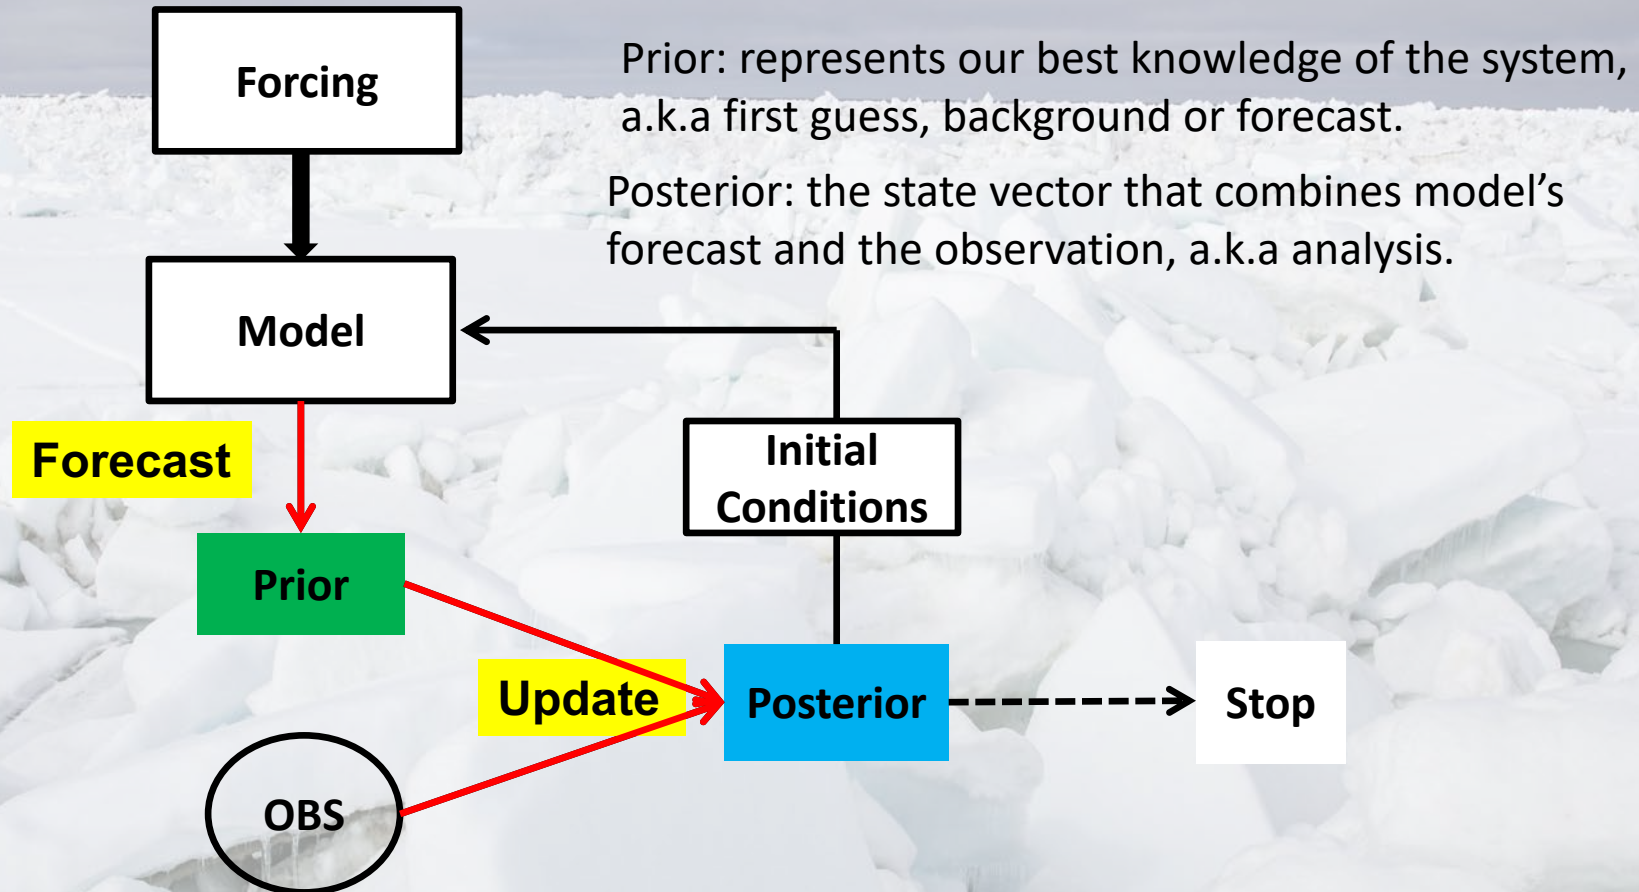 Forcing
Prior: represents our best knowledge of the system,
a.k.a first guess, background or forecast.
Posterior: the state vector that combines model’s
forecast and the observation, a.k.a analysis.
Model
Forecast
Initial
Conditions
Prior
Update
Posterior
Stop
OBS